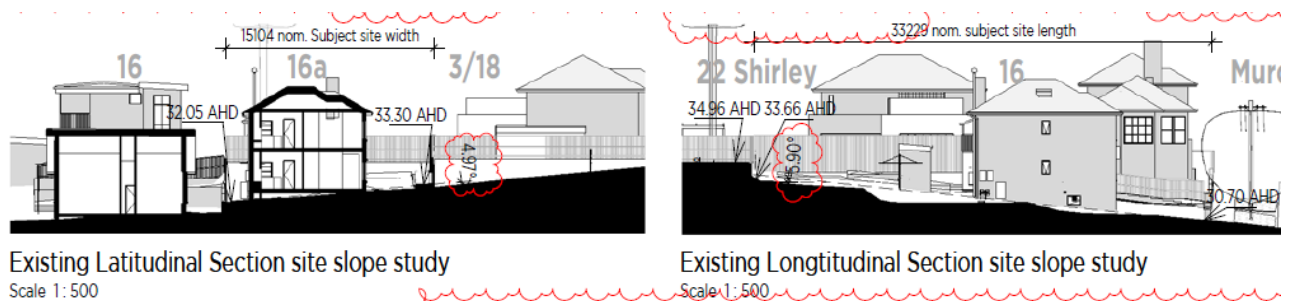 15104 nom. Subject site width
16
16a
3/18
32.05 AHD
33.30 AHD
4.97°
Existing Latitudinal Section site slope study
Scale 1:500
33229 nom. subject site length
22 Shirley
16
Murd
34.96 AHD
33.66 AHD
5.90°
30.70 AHD
Existing Longtitudinal Section site slope study
Scale 1:500